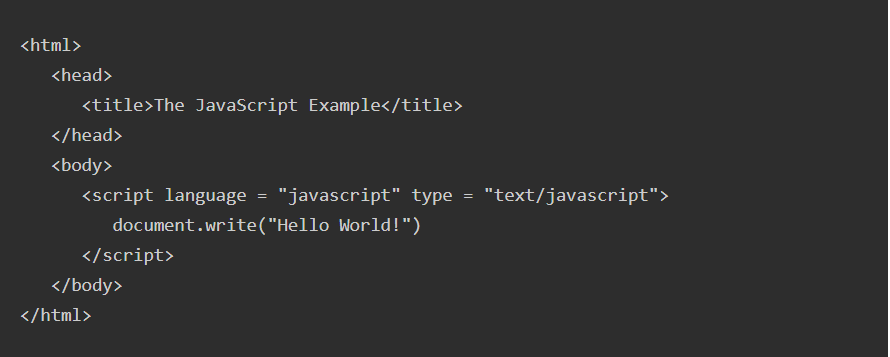 <html>
   <head>
      <title>The JavaScript Example</title>
   </head>
   <body>
      <script language = "javascript" type = "text/javascript">
         document.write("Hello World!")
      </script>
   </body>
</html>